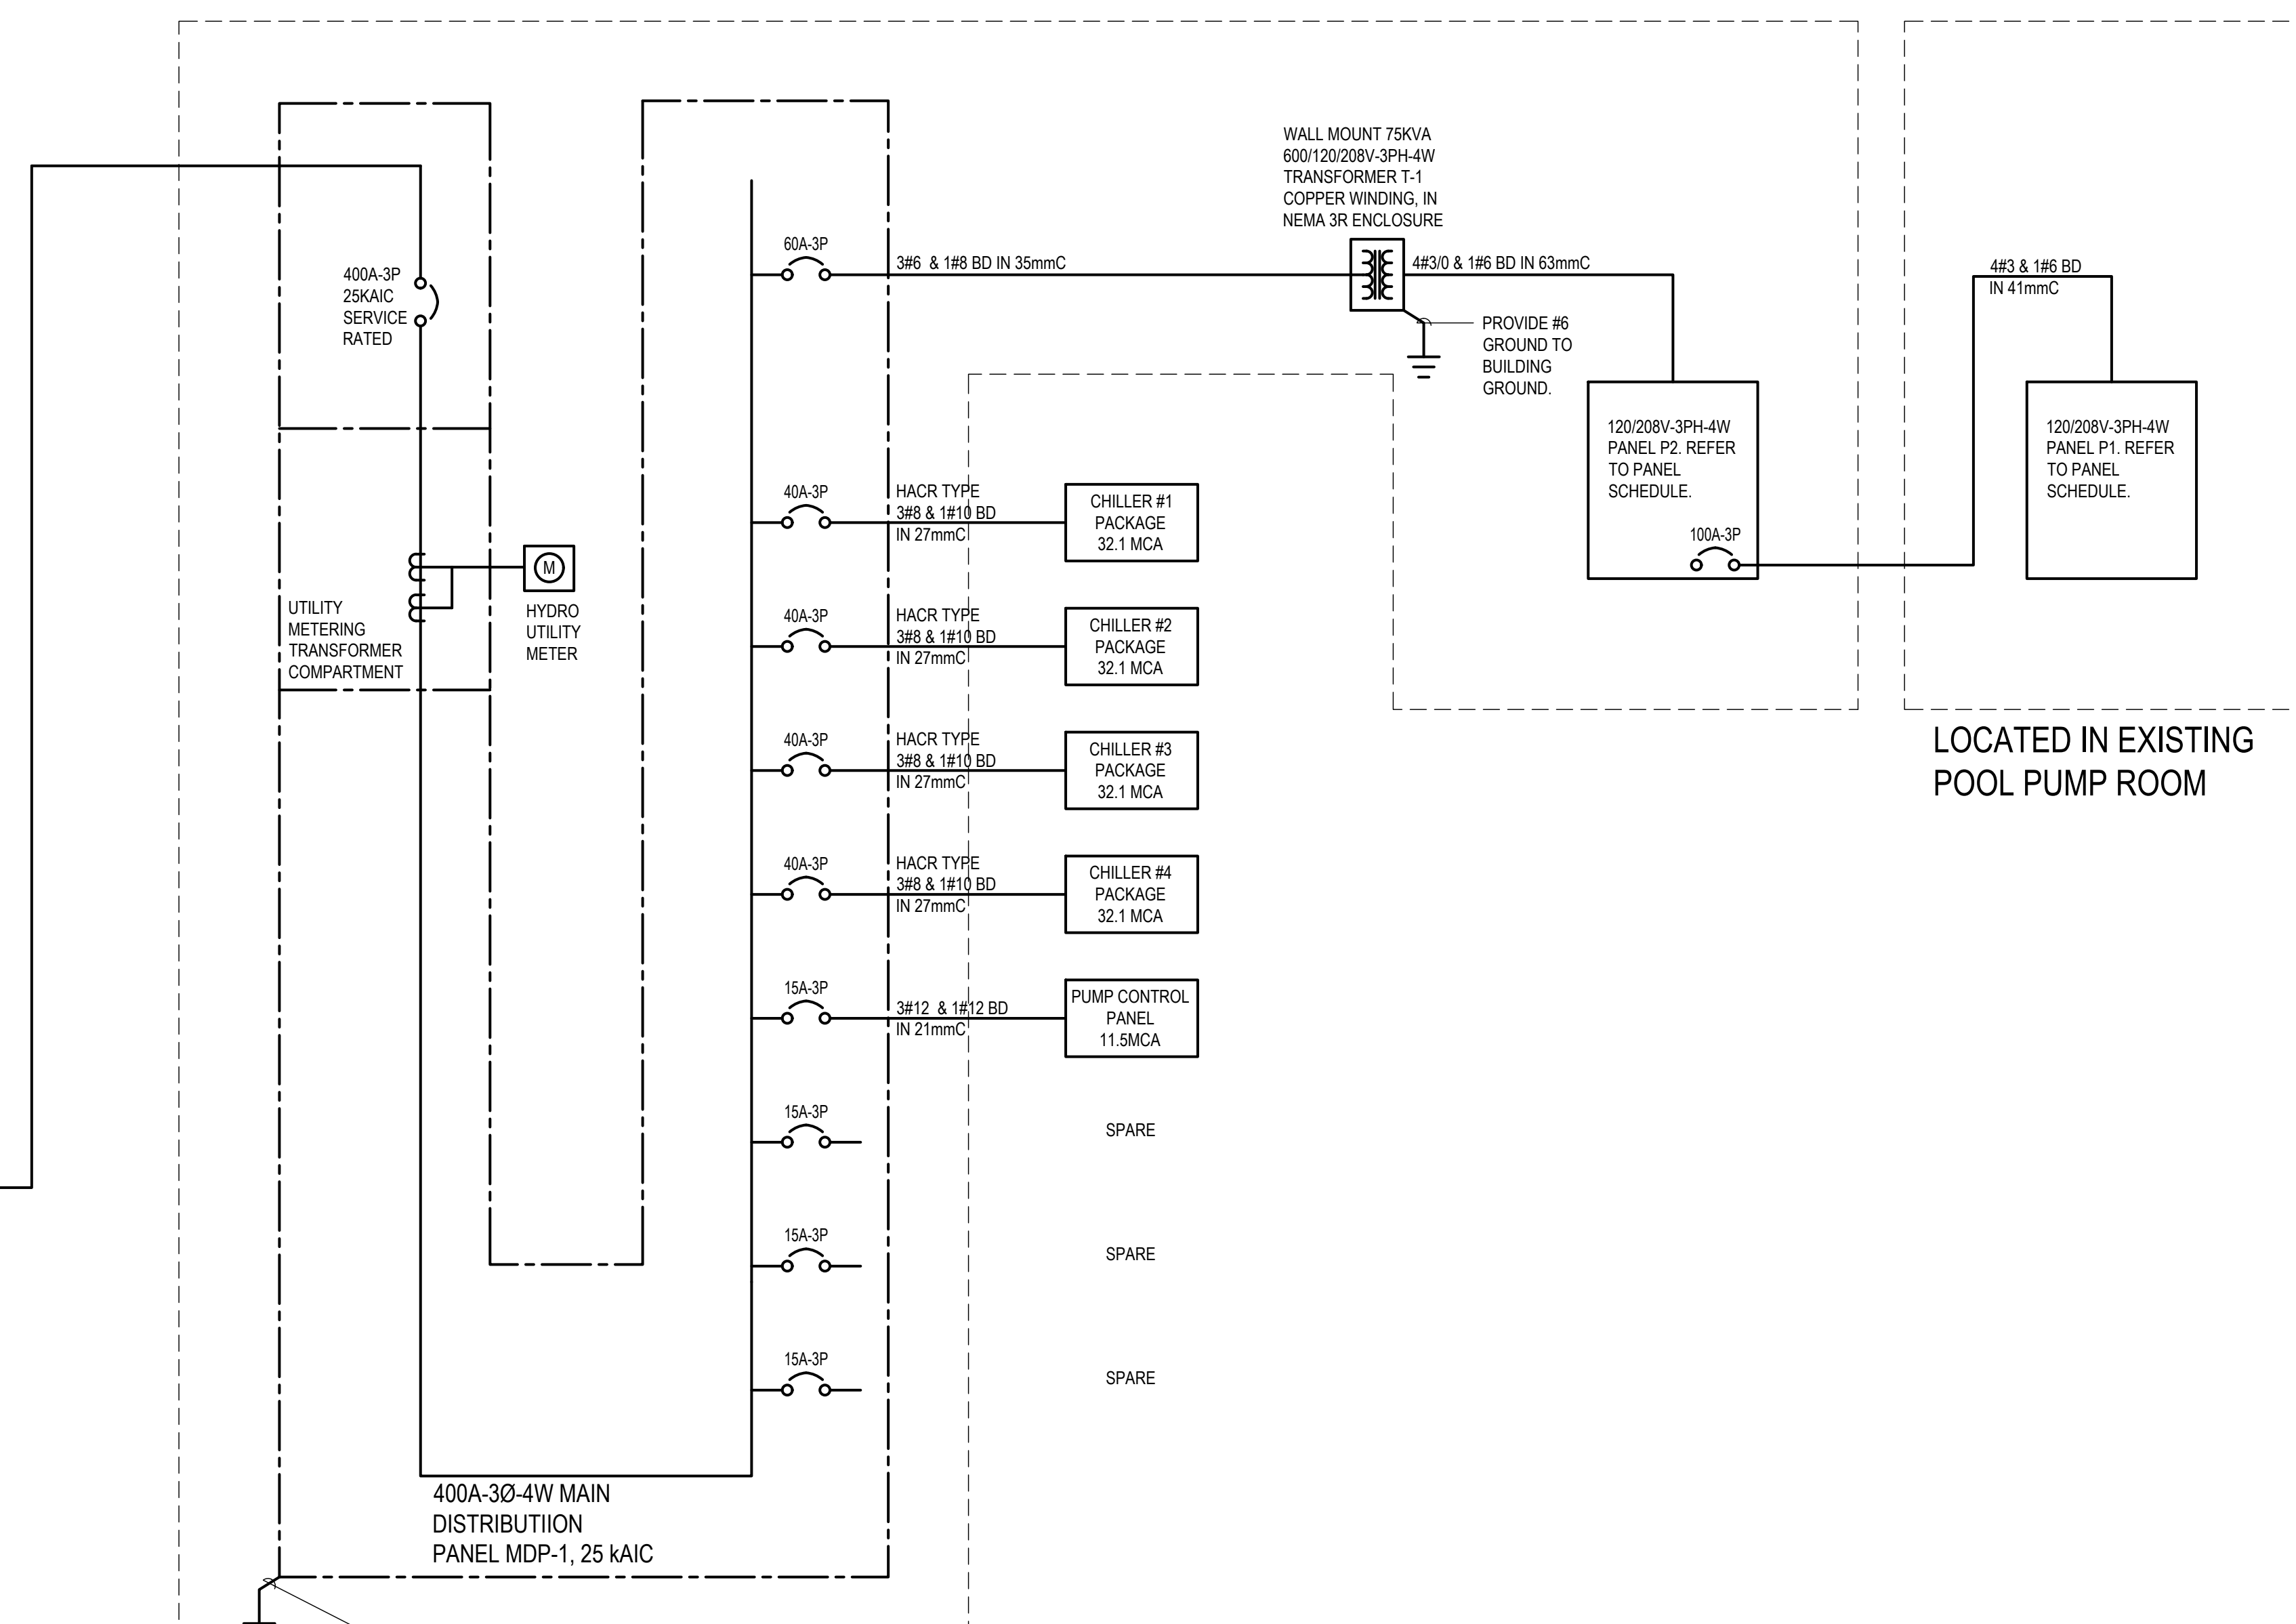 WALL MOUNT 75KVA
600/120/208V-3PH-4W
TRANSFORMER T-1
COPPER WINDING, IN
NEMA 3R ENCLOSURE
400A-3P
25KAIC
SERVICE
RATED
60A-3P
3#6 & 1#8 BD IN 35mmC
4#3/0 & 1#6 BD IN 63mmC
PROVIDE #6
GROUND TO
BUILDING
GROUND.
4#3 & 1#6 BD
IN 41mmC
120/208V-3PH-4W
PANEL P2. REFER
TO PANEL
SCHEDULE.
100A-3P
120/208V-3PH-4W
PANEL P1. REFER
TO PANEL
SCHEDULE.
LOCATED IN EXISTING
POOL PUMP ROOM
UTILITY
METERING
TRANSFORMER
COMPARTMENT
M
HYDRO
UTILITY
METER
40A-3P
HACR TYPE
3#8 & 1#10 BD
IN 27mmC
CHILLER #1
PACKAGE
32.1 MCA
40A-3P
HACR TYPE
3#8 & 1#10 BD
IN 27mmC
CHILLER #2
PACKAGE
32.1 MCA
40A-3P
HACR TYPE
3#8 & 1#10 BD
IN 27mmC
CHILLER #3
PACKAGE
32.1 MCA
40A-3P
HACR TYPE
3#8 & 1#10 BD
IN 27mmC
CHILLER #4
PACKAGE
32.1 MCA
15A-3P
3#12 & 1#12 BD
IN 21mmC
PUMP CONTROL
PANEL
11.5MCA
15A-3P
SPARE
15A-3P
SPARE
15A-3P
SPARE
400A-3Ø-4W MAIN
DISTRIBUTIION
PANEL MDP-1, 25 kAIC